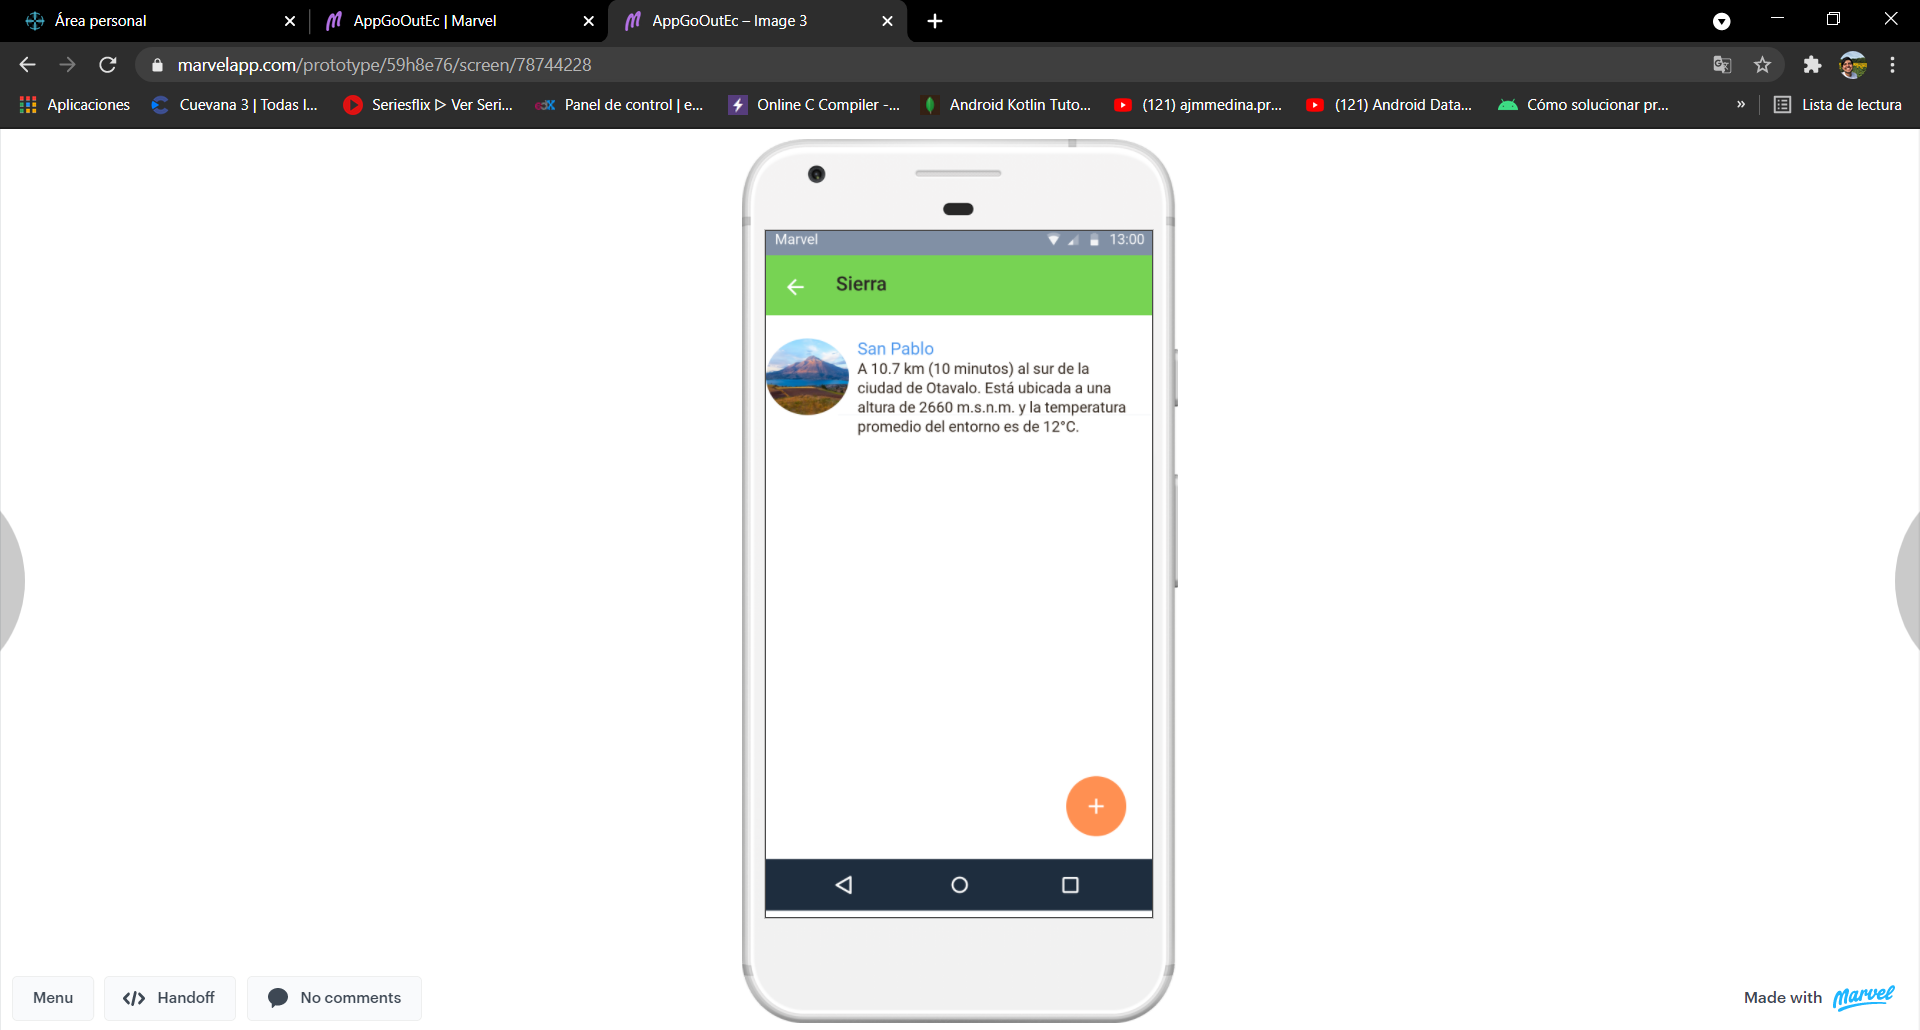 Área personal
AppGoOutEc | Marvel
AppGoOutEc – Image 3
marvelapp.com/prototype/59h8e76/screen/78744228
Aplicaciones
Cuevana 3 | Todas l...
Seriesflix ▷ Ver Seri...
Panel de control | e...
Online C Compiler -...
Android Kotlin Tuto...
(121) ajmmedina.pr...
(121) Android Data...
Cómo solucionar pr...
»
Lista de lectura
Marvel
13:00
Sierra
San Pablo
A 10.7 km (10 minutos) al sur de la
ciudad de Otavalo. Está ubicada a una
altura de 2660 m.s.n.m. y la temperatura
promedio del entorno es de 12°C.
Menu
Handoff
No comments
Made with Marvel